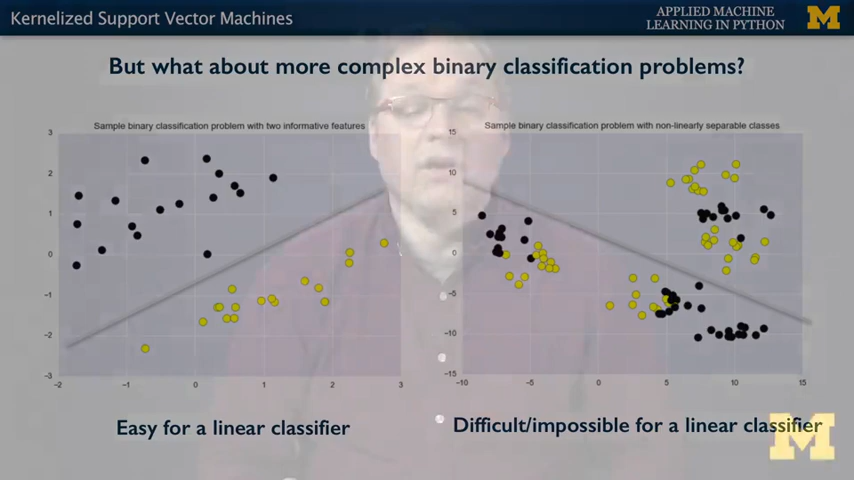 Kernelized Support Vector Machines
APPLIED MACHINE
LEARNING IN PYTHON
M
But what about more complex binary classification problems?
Sample binary classification problem with two informative features
3
2
1
0
−1
−2
−3
−2
−1
0
1
2
3
Sample binary classification problem with non-linearly separable classes
15
10
5
0
−5
−10
−15
−10
−5
0
5
10
15
Easy for a linear classifier
Difficult/impossible for a linear classifier
M